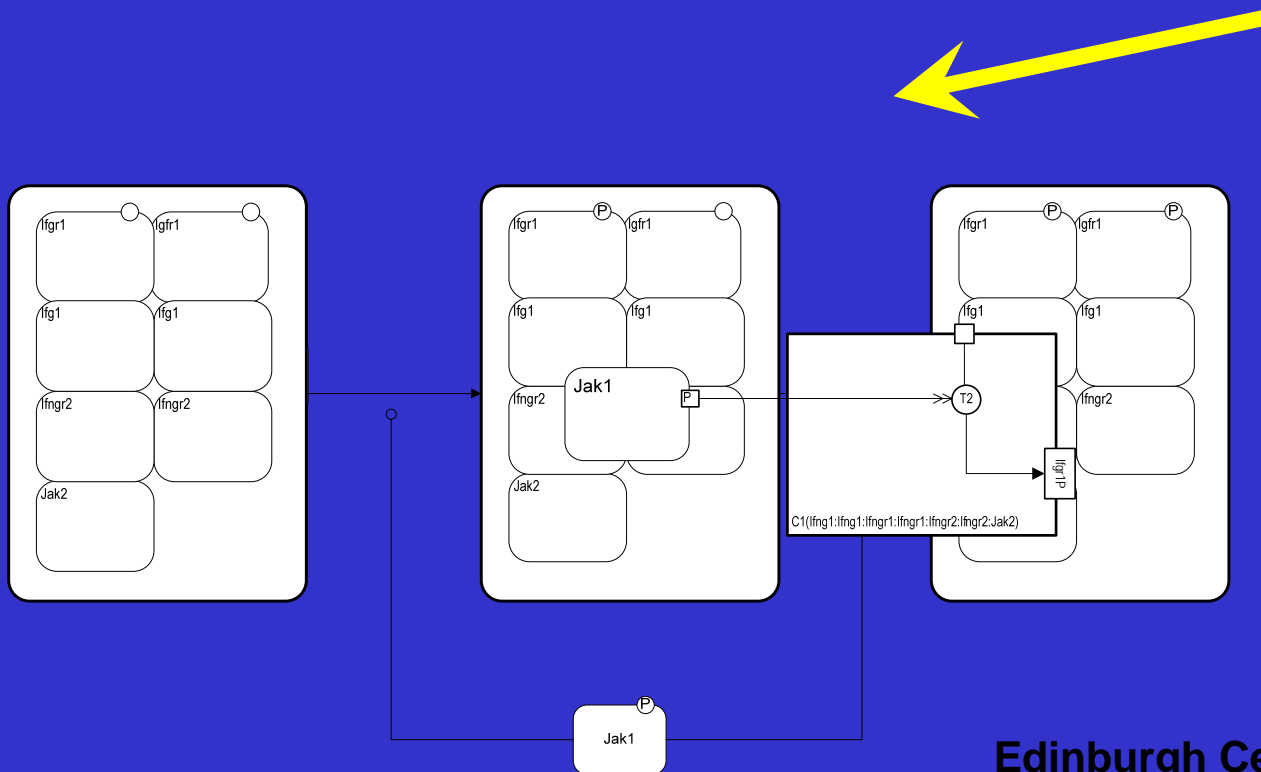 P
P
P
Ifgr1
Igfr1
Ifgr1
Igfr1
Ifgr1
Igfr1
Ifg1
Ifg1
Ifg1
Ifg1
Ifg1
Ifg1
Jak1
Ifngr2
Ifngr2
Ifngr2
P
T2
Ifngr2
Jak2
Jak2
Ifgr1P
C1(Ifng1:Ifng1:Ifngr1:Ifngr1:Ifngr2:Ifngr2:Jak2)
P
Jak1
Edinburgh Ce